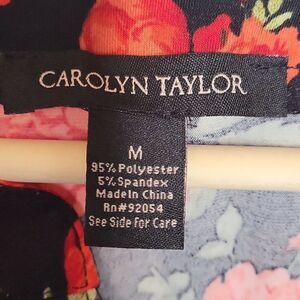 CAROLYN TAYLOR
M
95% Polyester
5% Spandex
Made In China
Rn#92054
See Side For Care